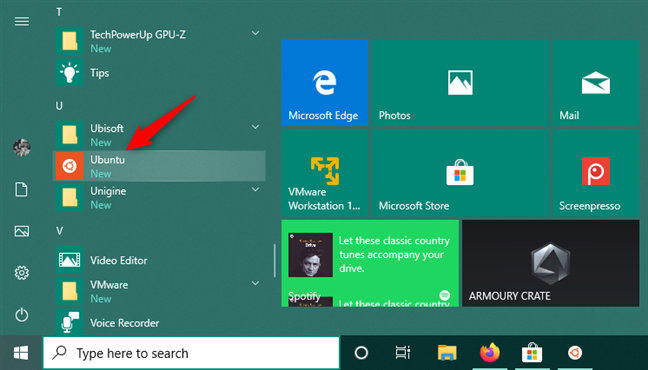 T
TechPowerUp GPU-Z
New
Tips
U
Ubisoft
New
Ubuntu
New
Unigine
New
V
Video Editor
VMware
New
Voice Recorder
Microsoft Edge
Photos
Mail
VMware
Workstation 1...
Microsoft Store
Screenpresso
Let these classic country
tunes accompany your
drive.
Spotify
Let these classic country
ARMOURY CRATE
Type here to search